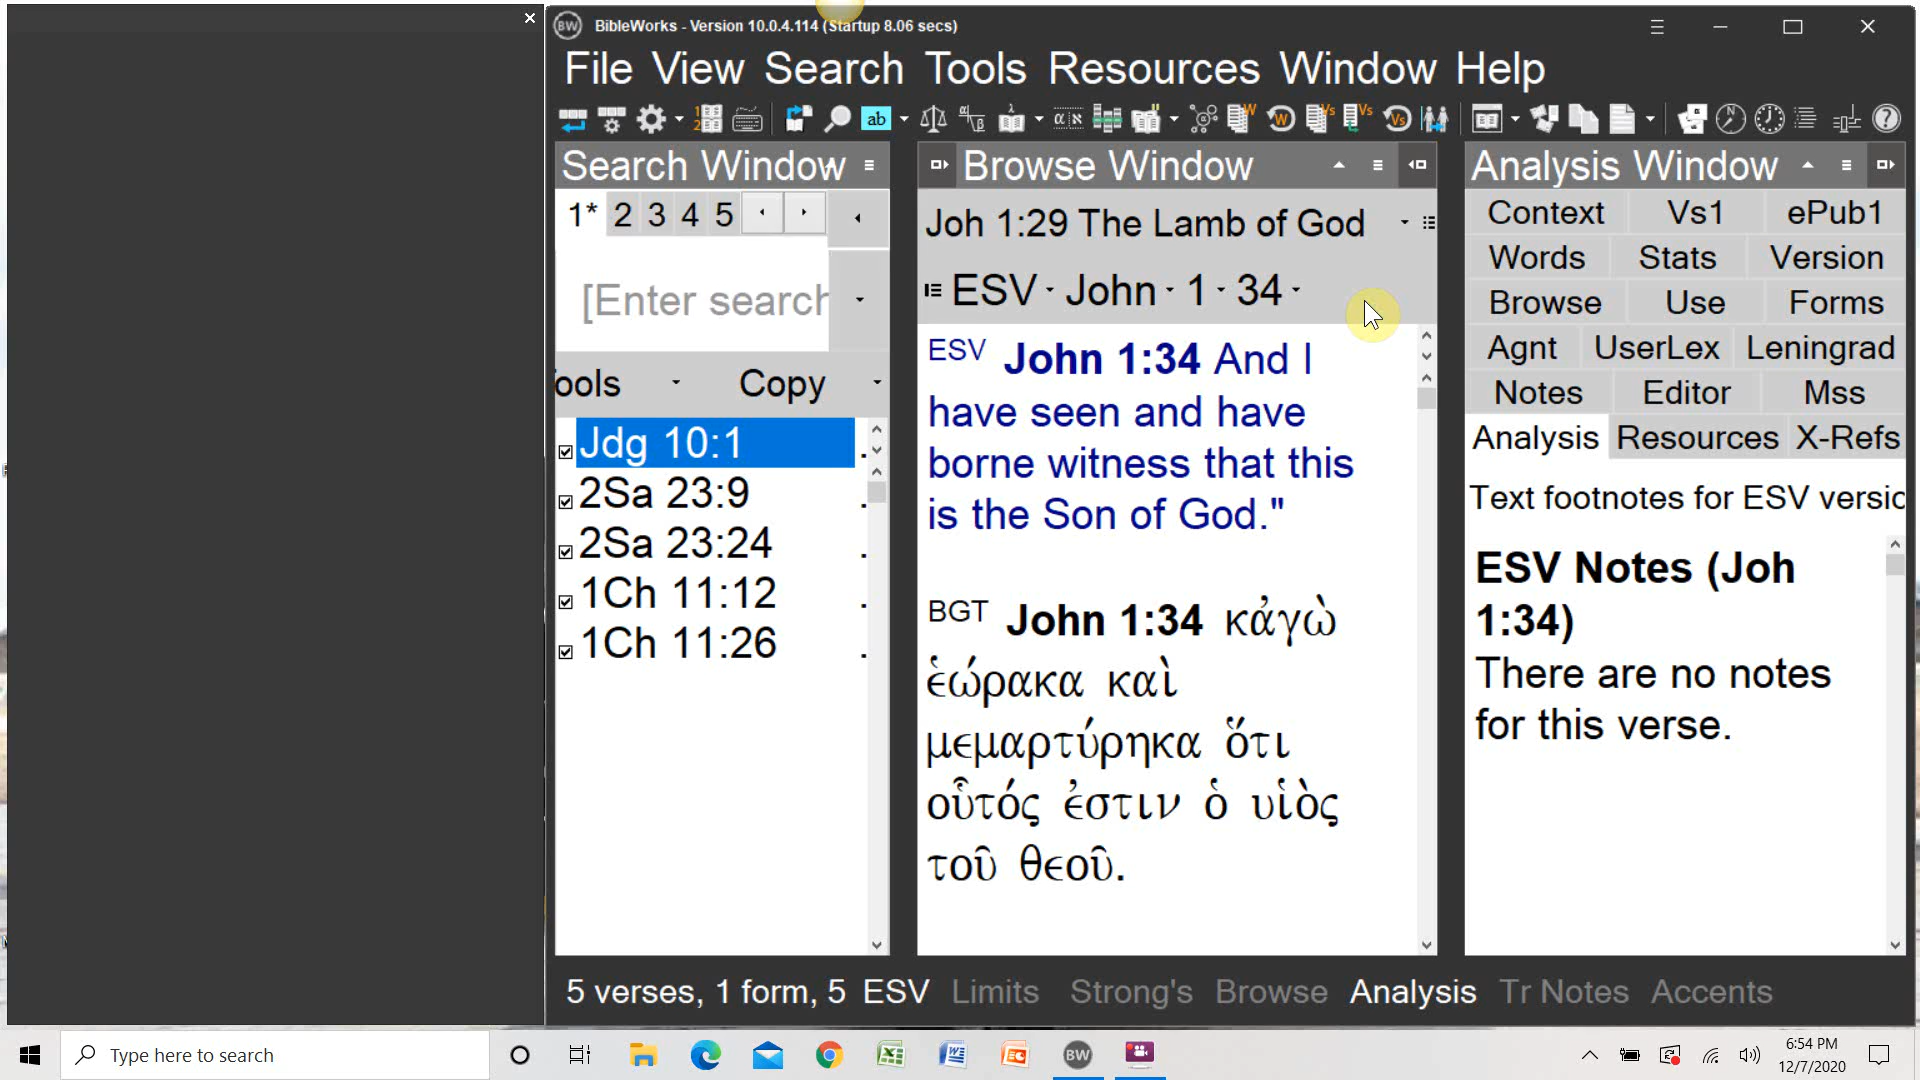 BibleWorks - Version 10.0.4.114 (Startup 8.06 secs)
File View Search Tools Resources Window Help
Search Window
1* 2 3 4 5
[Enter search
ools Copy
Jdg 10:1
2Sa 23:9
2Sa 23:24
1Ch 11:12
1Ch 11:26
Browse Window
Joh 1:29 The Lamb of God
ESV John 1 34
ESV John 1:34 And I
have seen and have
borne witness that this
is the Son of God."
BGT John 1:34 κἀγὼ
ἑώρακα καὶ
μεμαρτύρηκα ὅτι
οὗτός ἐστιν ὁ υἱὸς
τοῦ θεοῦ.
Analysis Window
Context Vs1 ePub1
Words Stats Version
Browse Use Forms
Agnt UserLex Leningrad
Notes Editor Mss
Analysis Resources X-Refs
Text footnotes for ESV versio
ESV Notes (Joh
1:34)
There are no notes
for this verse.
5 verses, 1 form, 5 ESV Limits Strong's Browse Analysis Tr Notes Accents
Type here to search
6:54 PM
12/7/2020